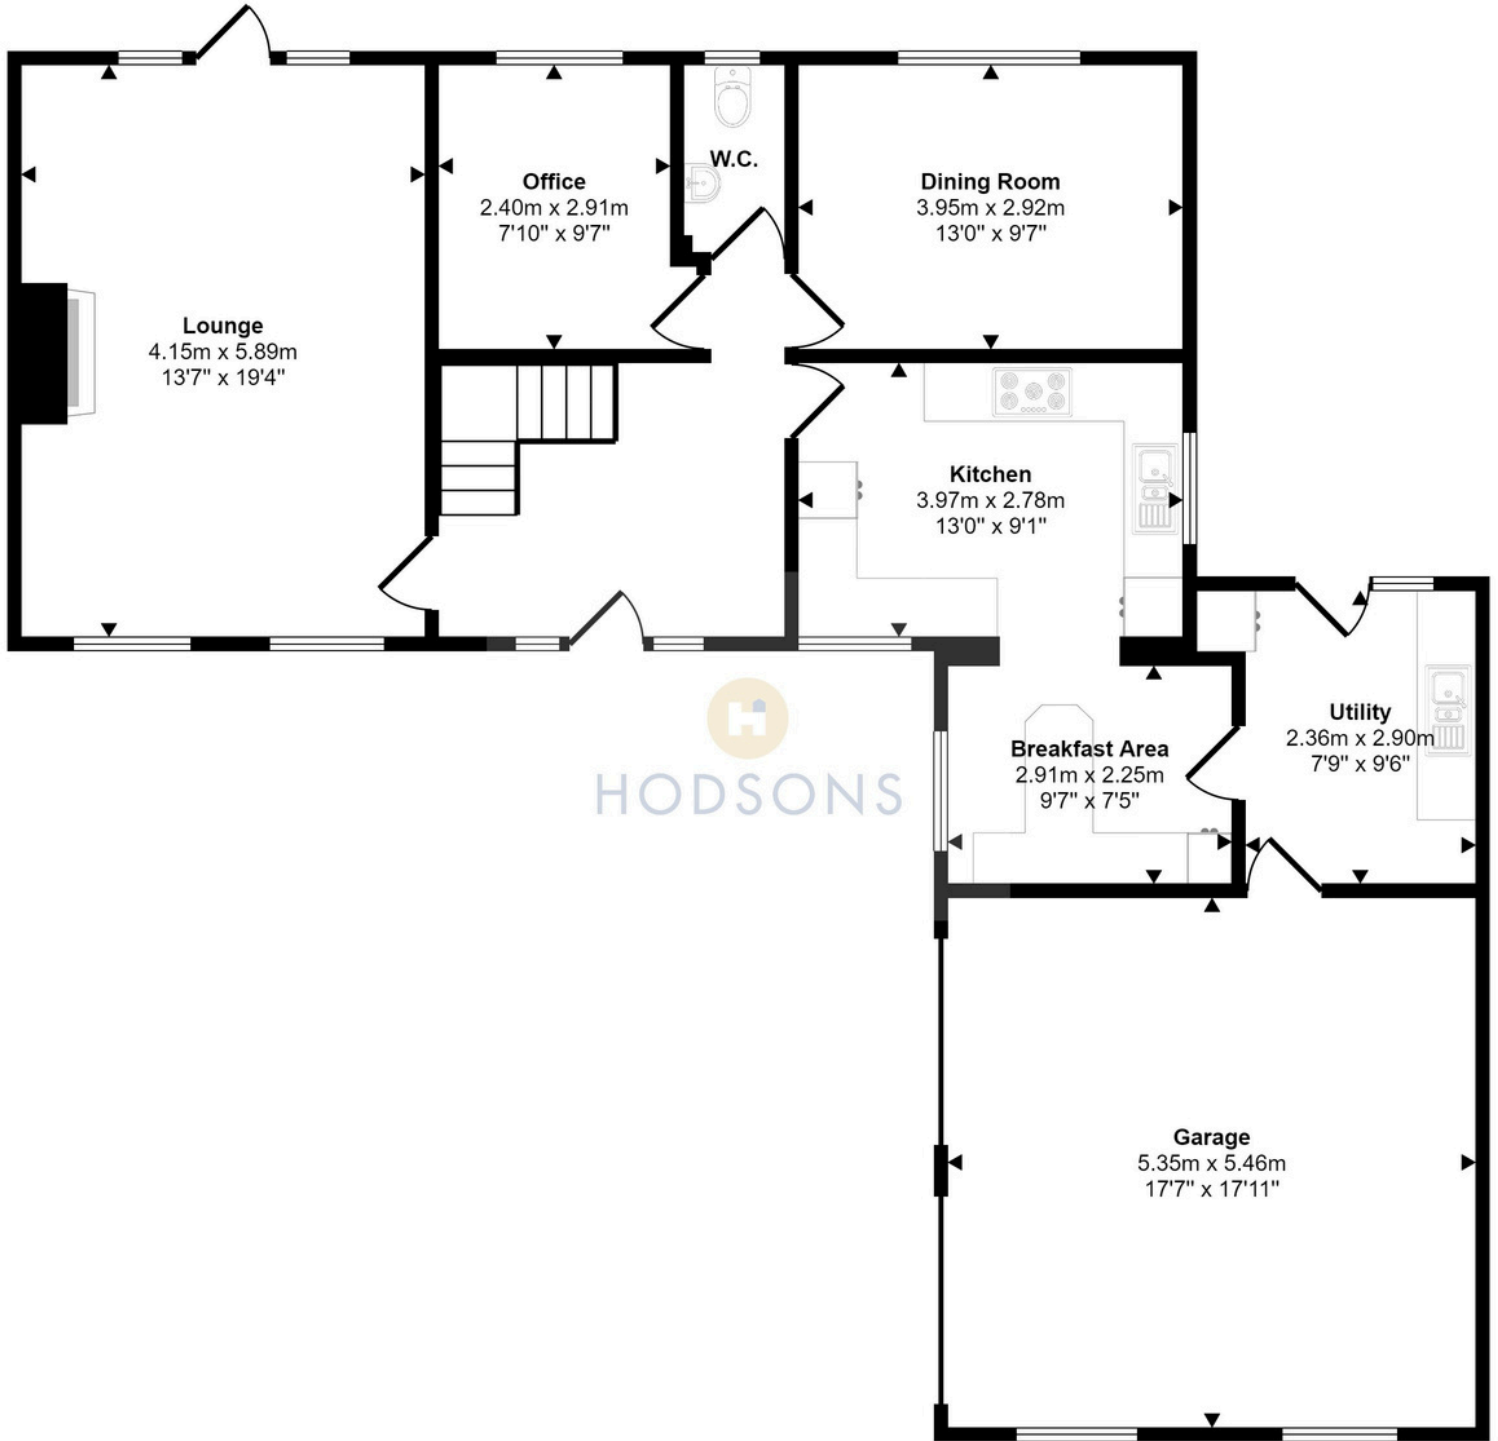 Lounge
4.15m x 5.89m
13'7" x 19'4"
Office
2.40m x 2.91m
7'10" x 9'7"
W.C.
Dining Room
3.95m x 2.92m
13'0" x 9'7"
Kitchen
3.97m x 2.78m
13'0" x 9'1"
Breakfast Area
2.91m x 2.25m
9'7" x 7'5"
Utility
2.36m x 2.90m
7'9" x 9'6"
HODSONS
Garage
5.35m x 5.46m
17'7" x 17'11"